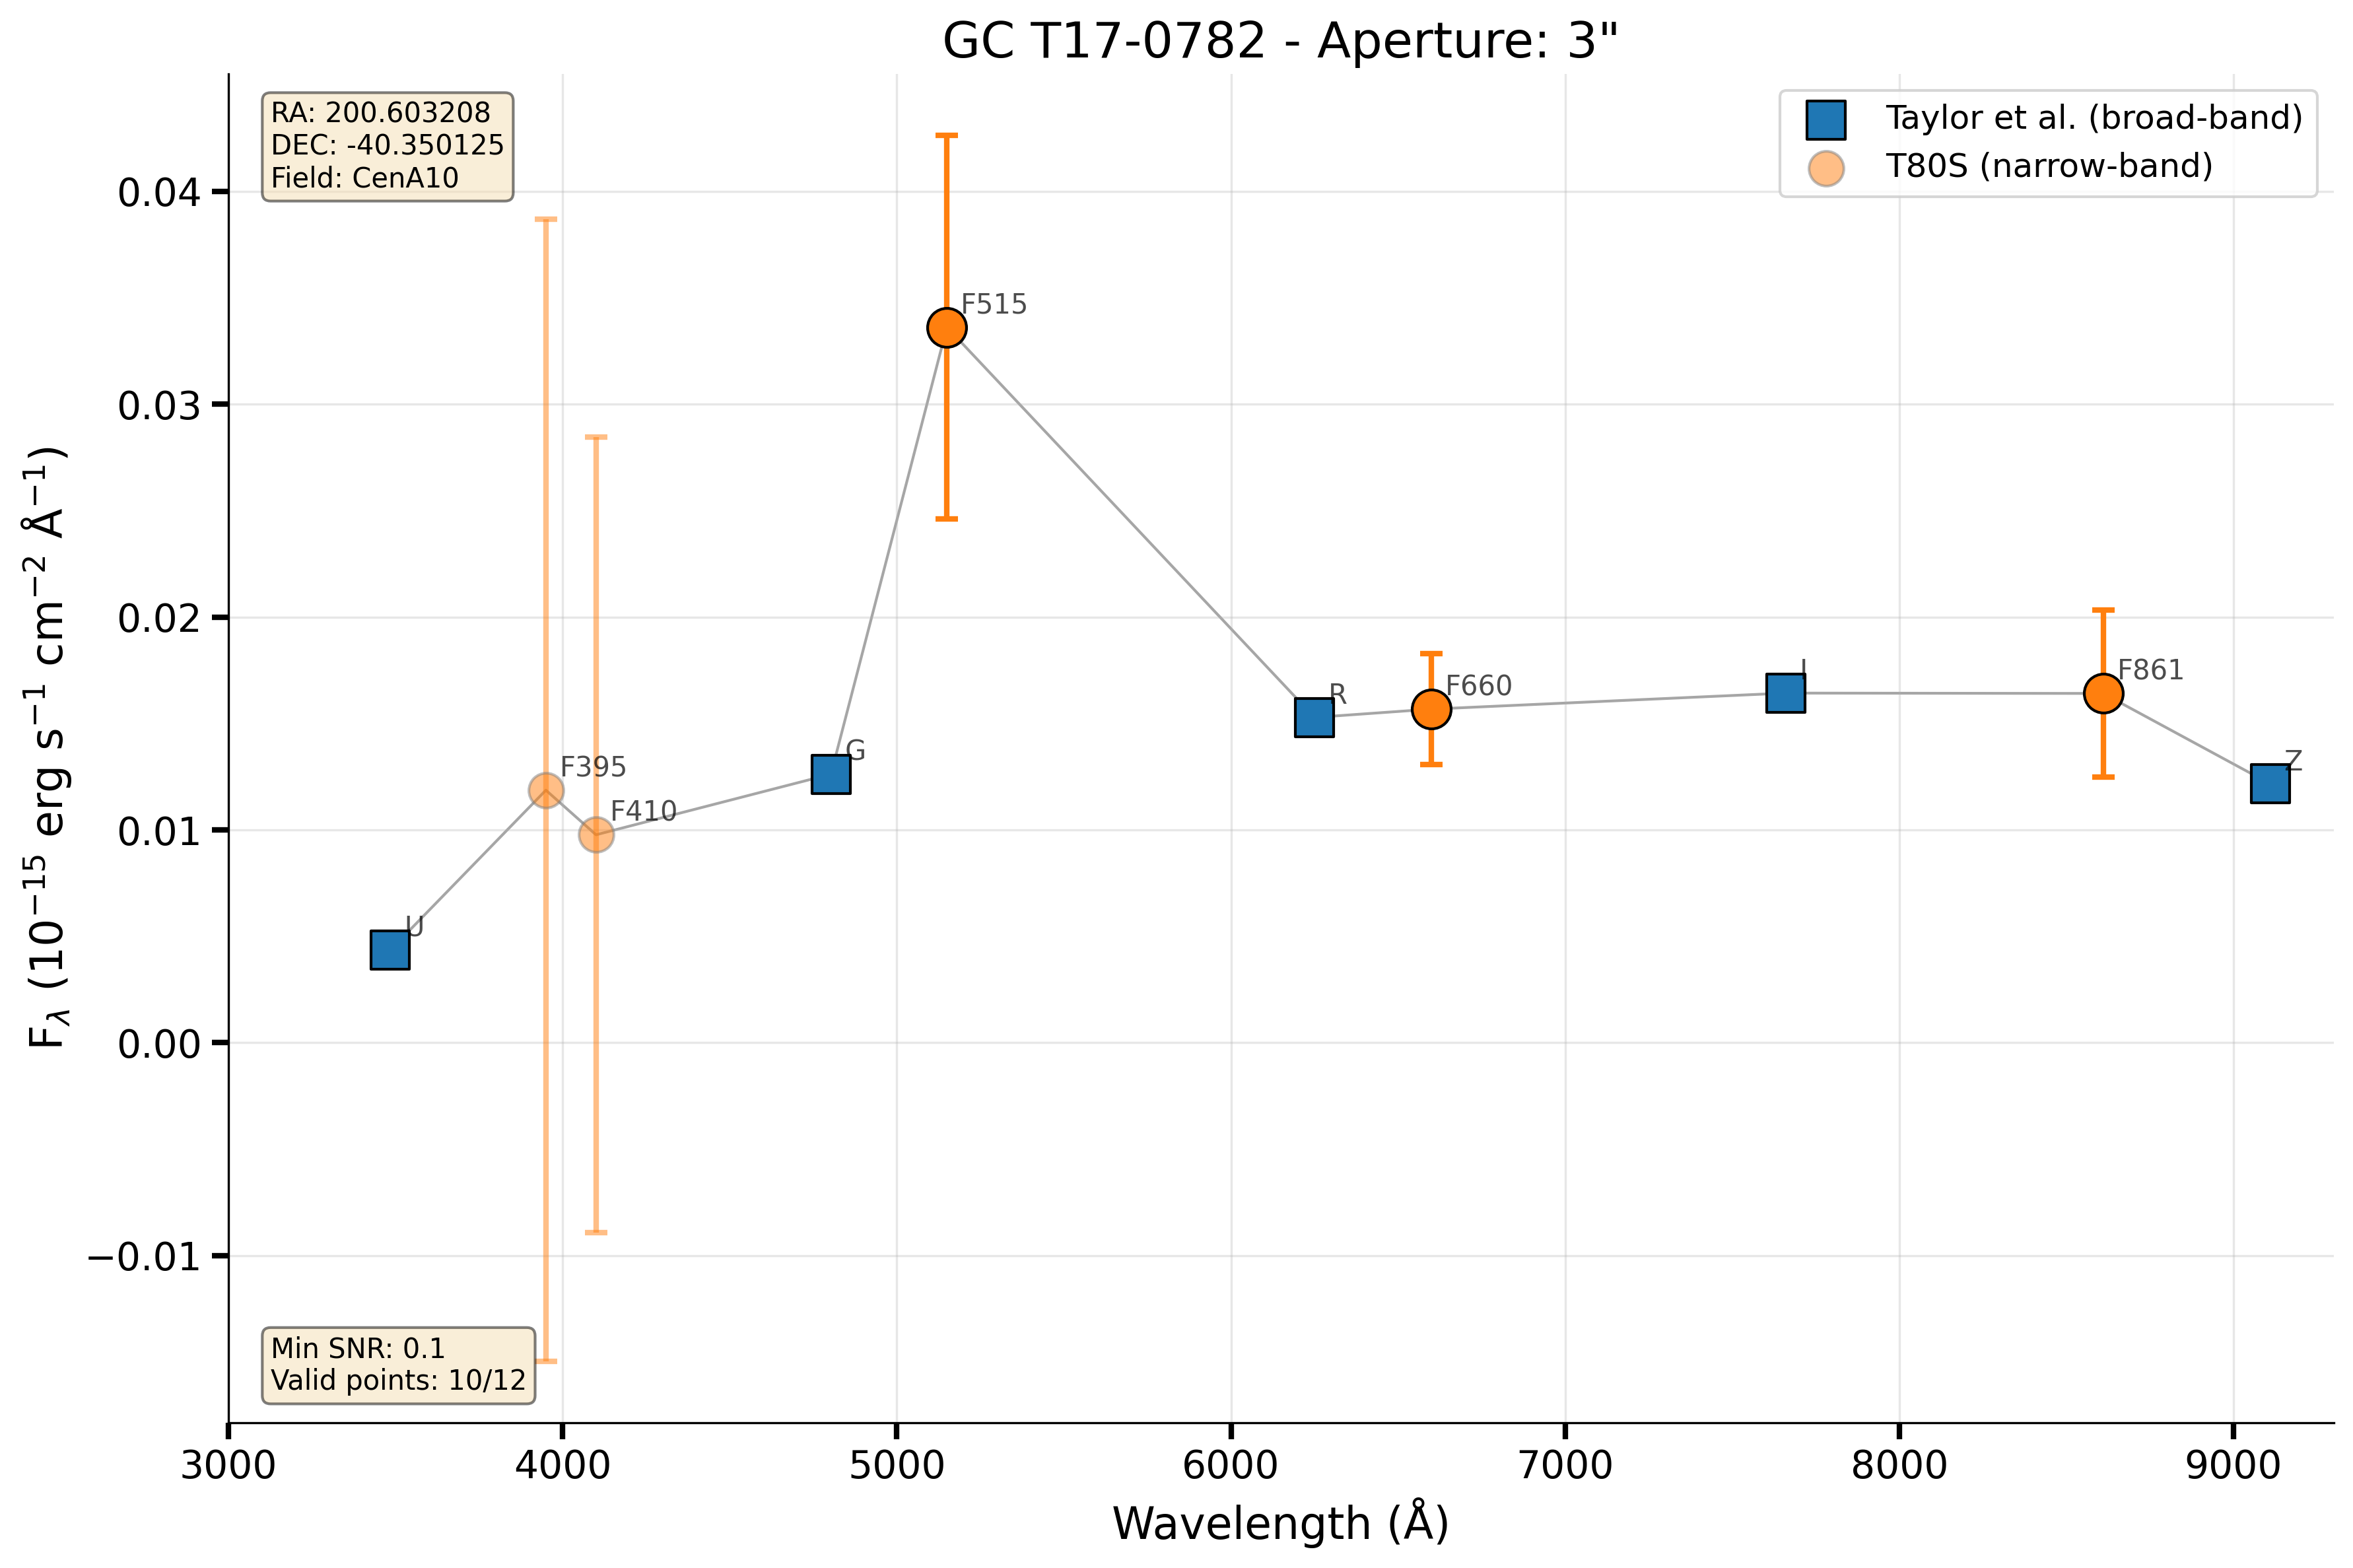 GC T17-0782 - Aperture: 3"
RA: 200.603208
DEC: -40.350125
Field: CenA10
Taylor et al. (broad-band)
T80S (narrow-band)
0.04
0.03
0.02
0.01
0.00
−0.01
F515
R
F660
I
F861
G
Z
F395
F410
U
Min SNR: 0.1
Valid points: 10/12
3000 4000 5000 6000 7000 8000 9000
Wavelength (Å)
Fλ (10⁻¹⁵ erg s⁻¹ cm⁻² Å⁻¹)